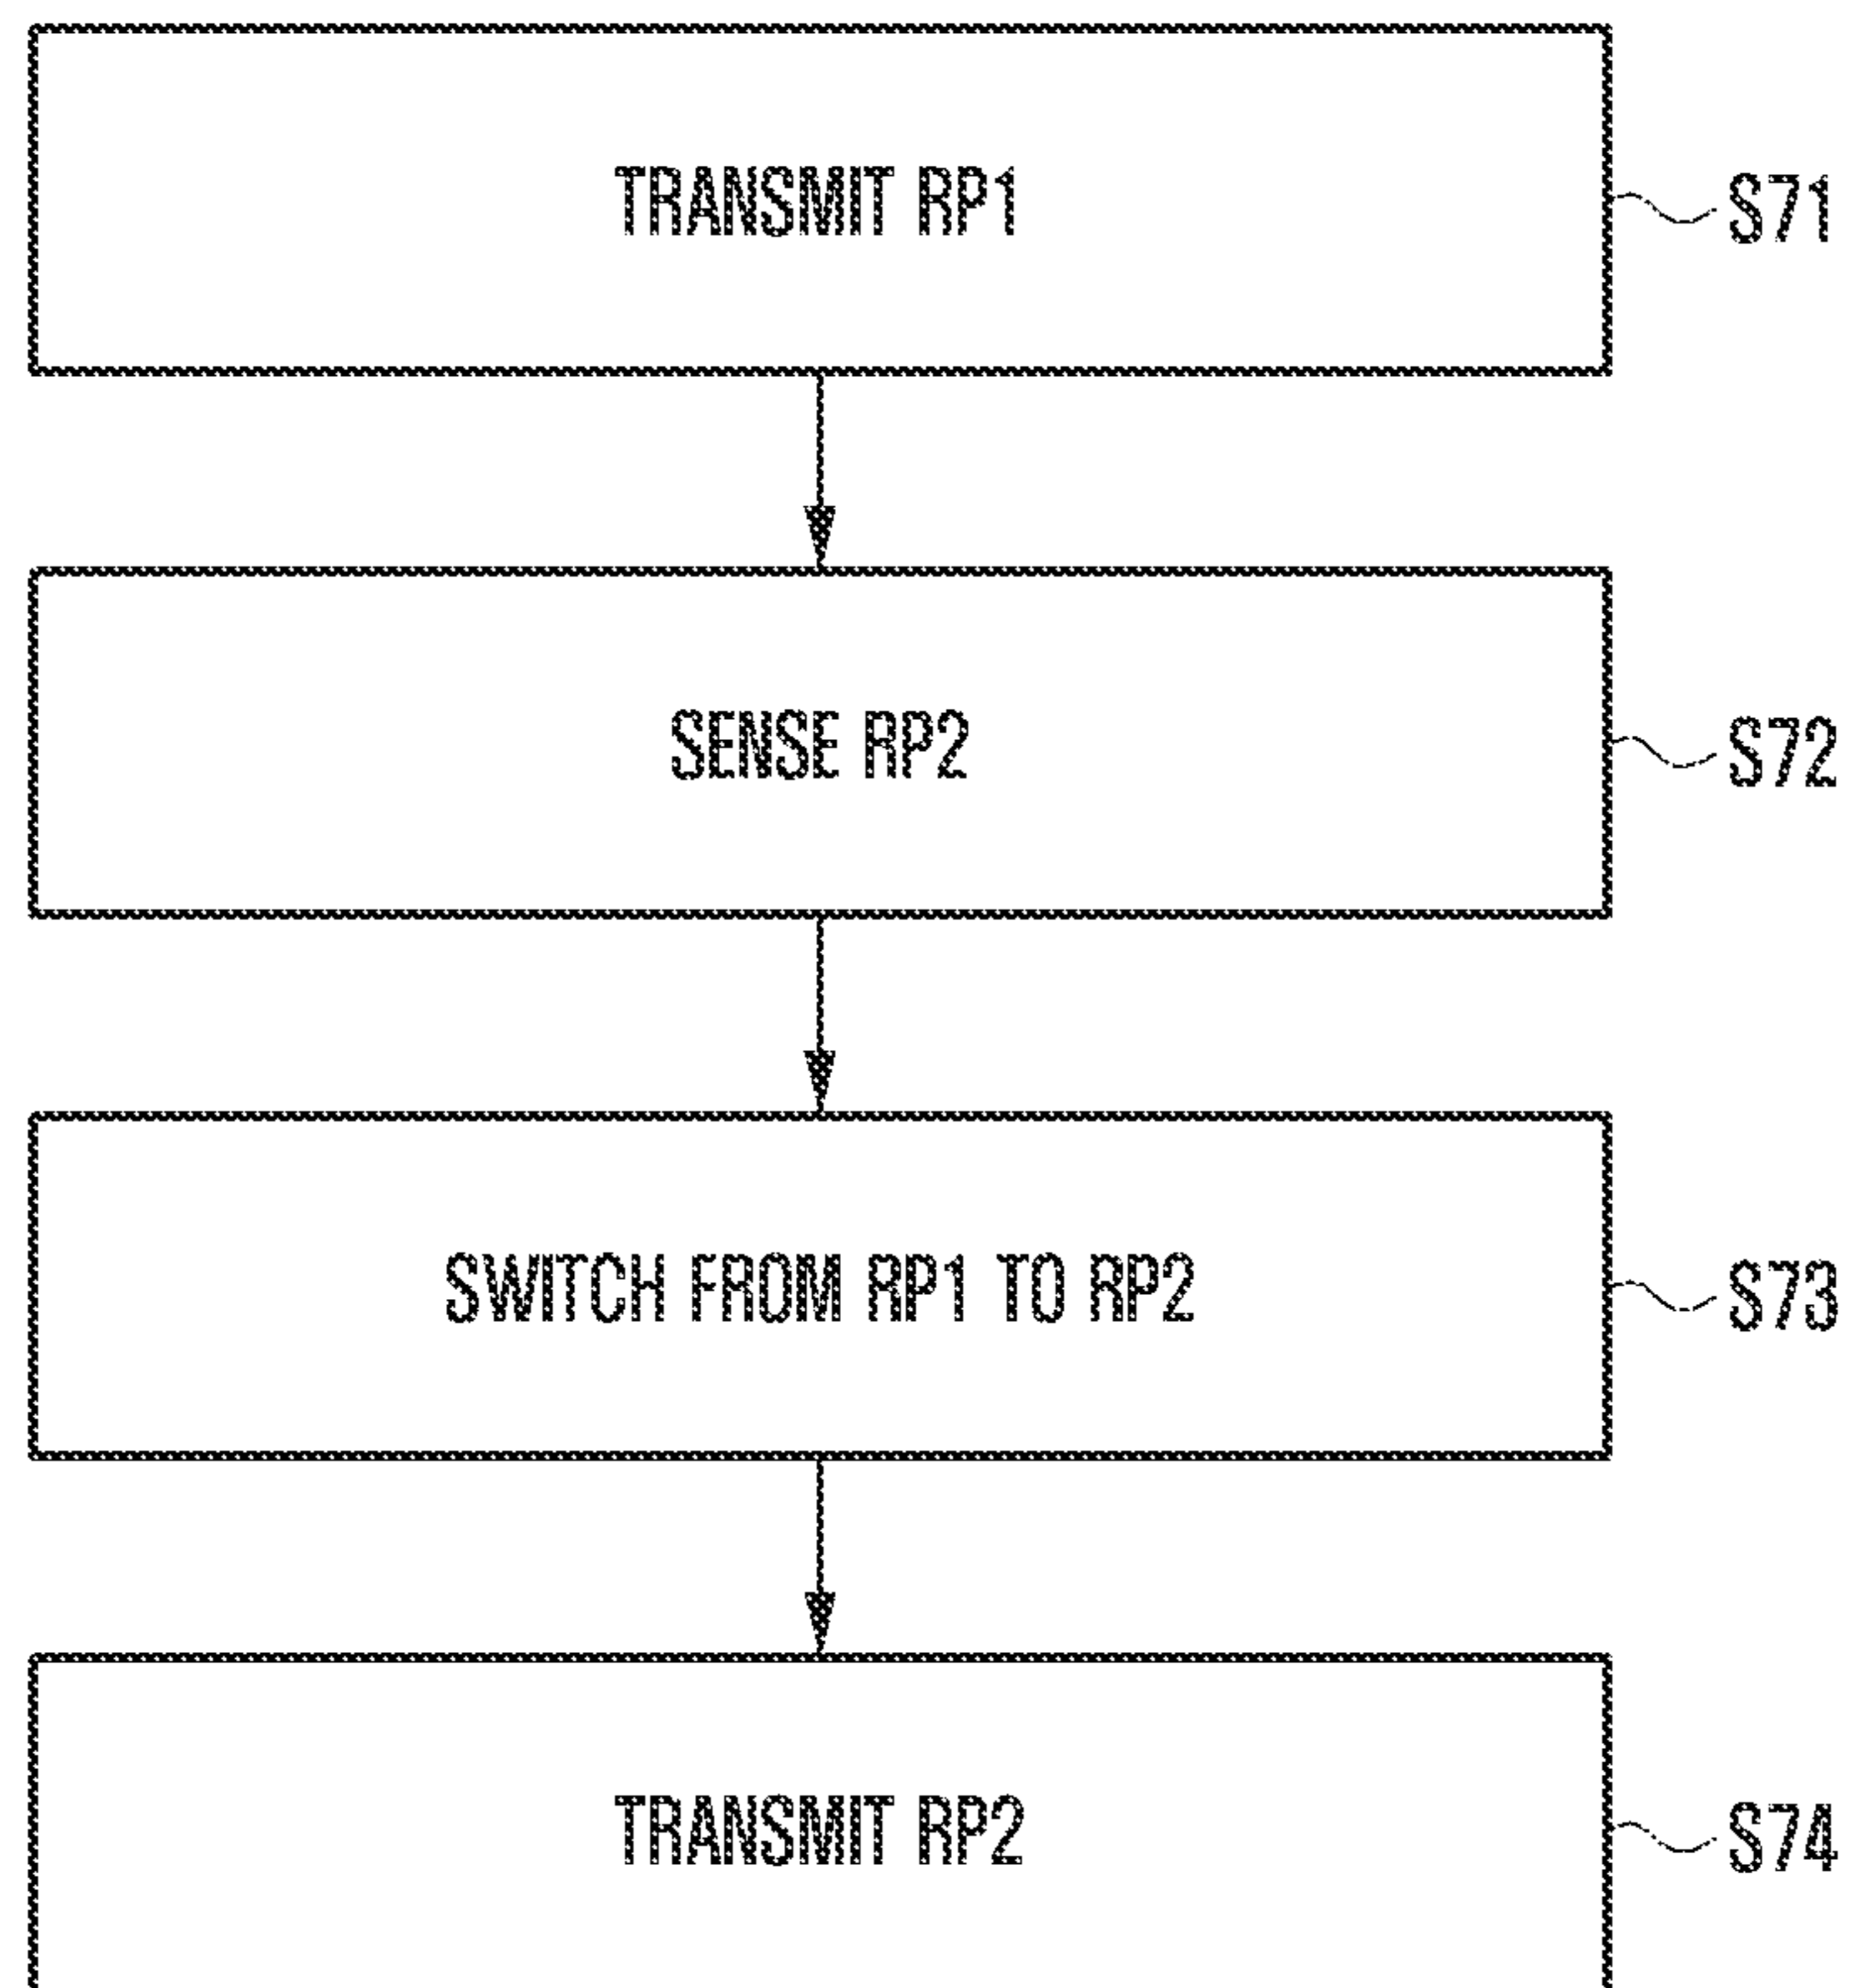 TRANSMIT RP1
S71
SENSE RP2
S72
SWITCH FROM RP1 TO RP2
S73
TRANSMIT RP2
S74